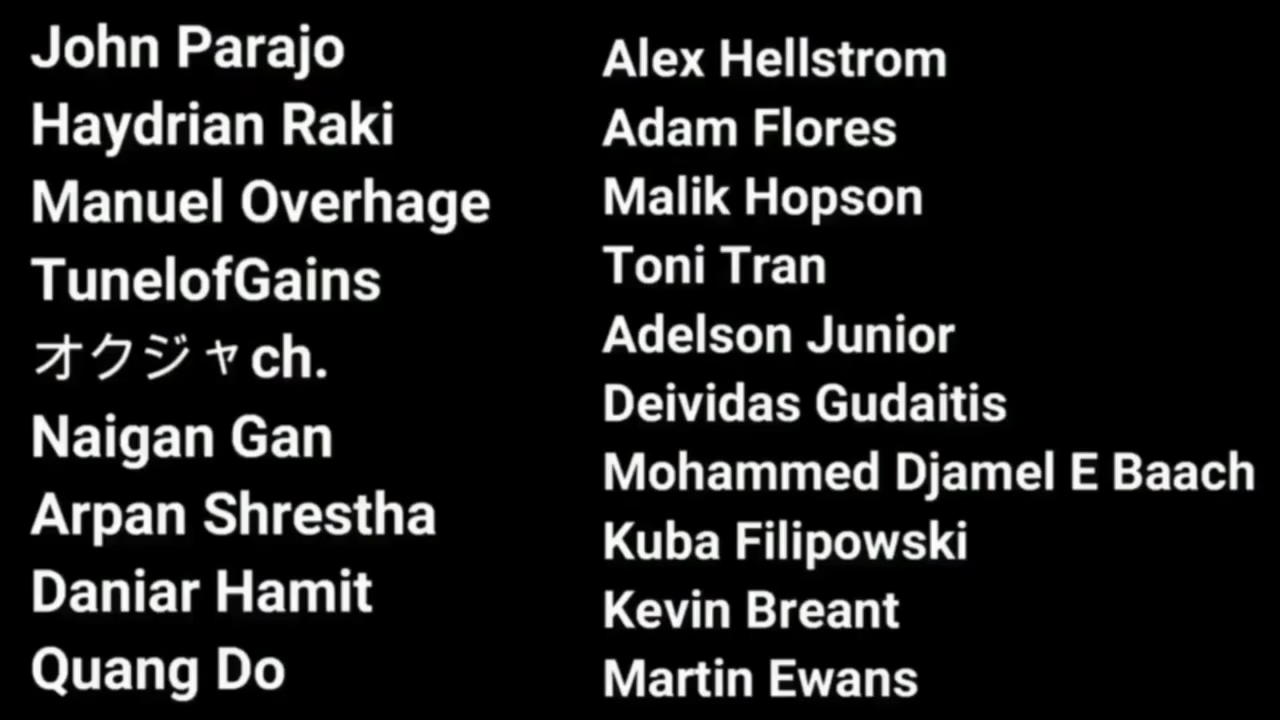 John Parajo
Haydrian Raki
Manuel Overhage
TunelofGains
オクジャch.
Naigan Gan
Arpan Shrestha
Daniar Hamit
Quang Do
Alex Hellstrom
Adam Flores
Malik Hopson
Toni Tran
Adelson Junior
Deividas Gudaitis
Mohammed Djamel E Baach
Kuba Filipowski
Kevin Breant
Martin Ewans